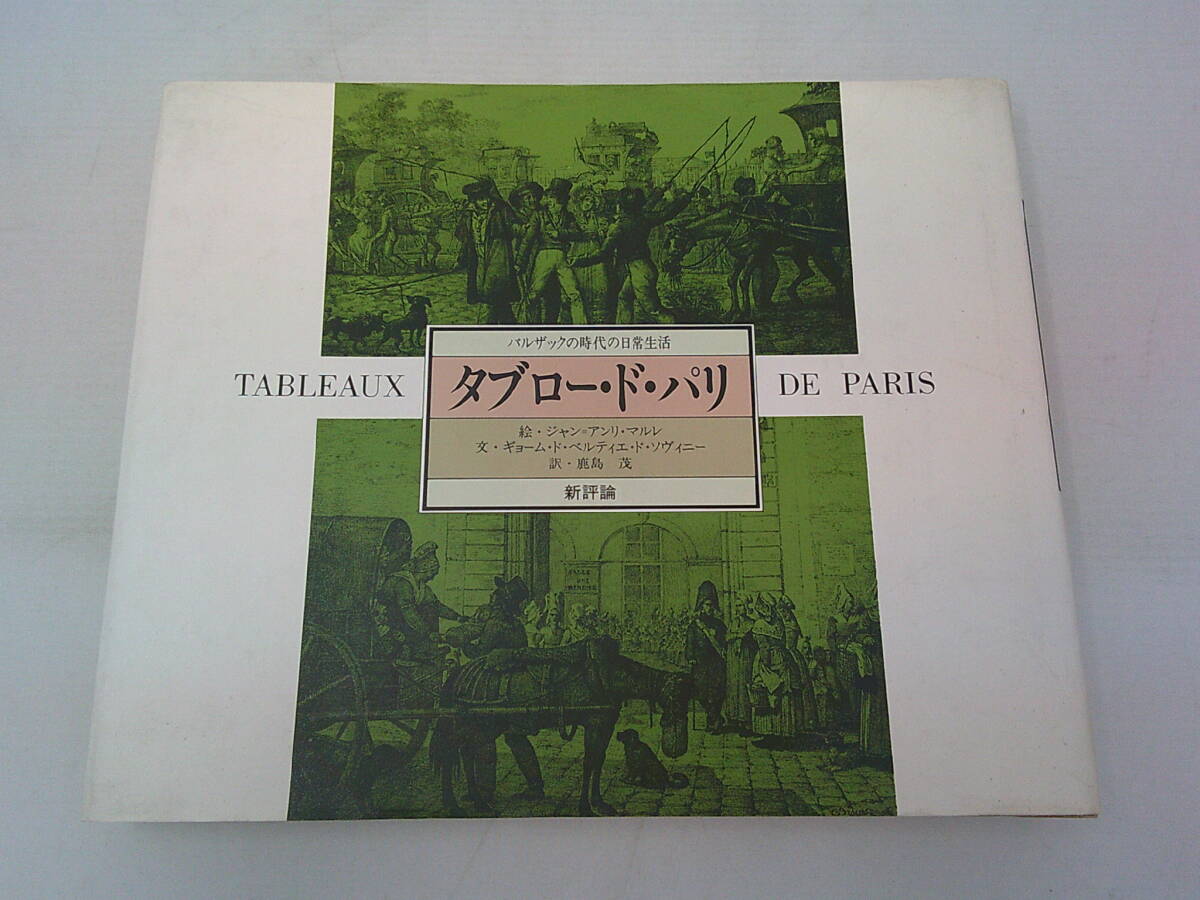 バルザックの時代の日常生活
TABLEAUX タブロー・ド・パリ DE PARIS
絵・ジャン=アンリ・マルレ
文・ギョーム・ド・ベルティエ・ド・ソヴィニー
訳・鹿島 茂
新評論